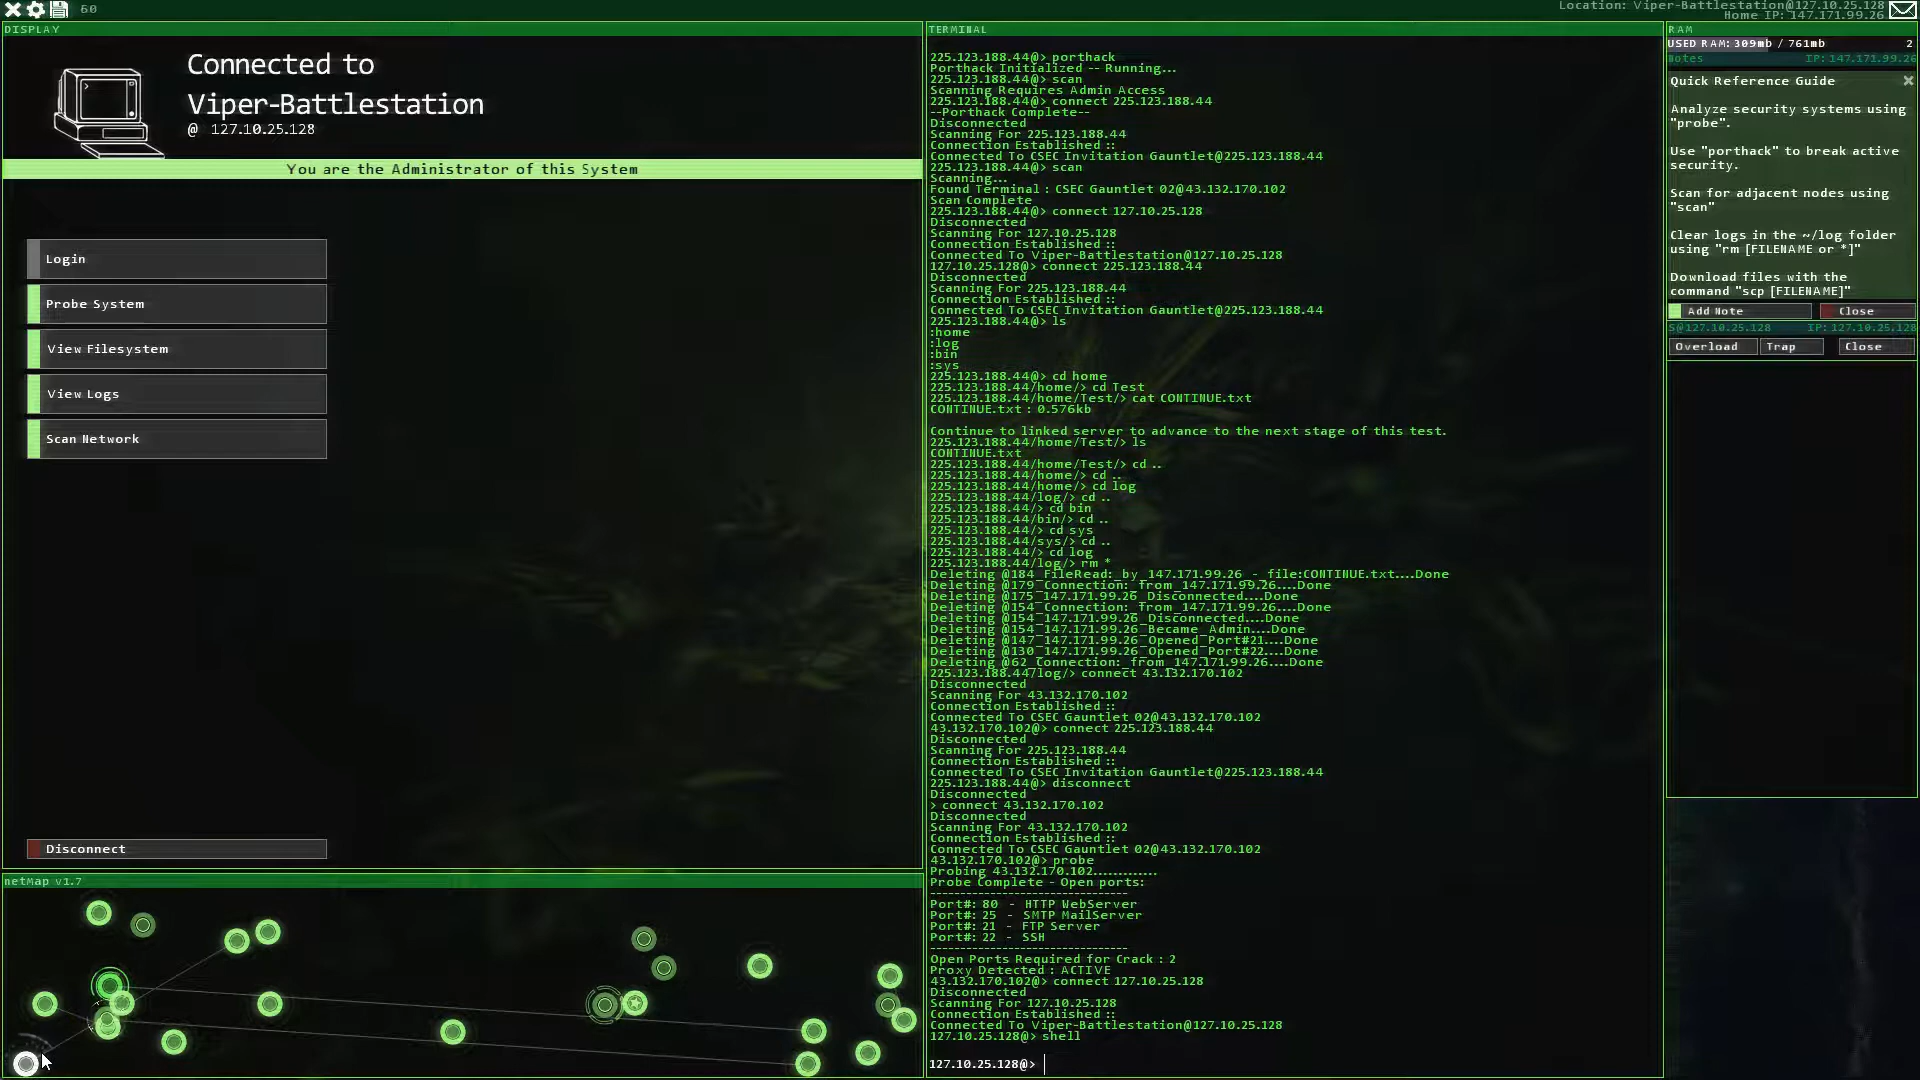 60
Location: Viper-Battlestation@127.10.25.128
Home IP: 147.171.99.26
DISPLAY
Connected to
Viper-Battlestation
@ 127.10.25.128
You are the Administrator of this System
Login
Probe System
View Filesystem
View Logs
Scan Network
Disconnect
netMap v1.7
TERMINAL
225.123.188.44@> porthack
Porthack Initialized -- Running...
225.123.188.44@> scan
Scanning Requires Admin Access
225.123.188.44@> connect 225.123.188.44
--Porthack Complete--
Disconnected
Scanning For 225.123.188.44
Connection Established ::
Connected To CSEC Invitation Gauntlet@225.123.188.44
225.123.188.44@> scan
Scanning...
Found Terminal : CSEC Gauntlet 02@43.132.170.102
Scan Complete
225.123.188.44@> connect 127.10.25.128
Disconnected
Scanning For 127.10.25.128
Connection Established ::
Connected To Viper-Battlestation@127.10.25.128
127.10.25.128@> connect 225.123.188.44
Disconnected
Scanning For 225.123.188.44
Connection Established ::
Connected To CSEC Invitation Gauntlet@225.123.188.44
225.123.188.44@> ls
:home
:log
:bin
:sys
225.123.188.44@> cd home
225.123.188.44/home/> cd Test
225.123.188.44/home/Test/> cat CONTINUE.txt
CONTINUE.txt : 0.576kb
Continue to linked server to advance to the next stage of this test.
225.123.188.44/home/Test/> ls
CONTINUE.txt
225.123.188.44/home/Test/> cd ..
225.123.188.44/home/> cd ..
225.123.188.44/home/> cd log
225.123.188.44/log/> cd ..
225.123.188.44/> cd bin
225.123.188.44/bin/> cd ..
225.123.188.44/> cd sys
225.123.188.44/sys/> cd ..
225.123.188.44/> cd log
225.123.188.44/log/> rm *
Deleting @184_FileRead:_by_147.171.99.26_-_file:CONTINUE.txt....Done
Deleting @179_Connection:_from_147.171.99.26....Done
Deleting @175_147.171.99.26_Disconnected....Done
Deleting @154_Connection:_from_147.171.99.26....Done
Deleting @154_147.171.99.26_Disconnected....Done
Deleting @154_147.171.99.26_Became_Admin....Done
Deleting @147_147.171.99.26_Opened_Port#21....Done
Deleting @130_147.171.99.26_Opened_Port#22....Done
Deleting @62_Connection:_from_147.171.99.26....Done
225.123.188.44/log/> connect 43.132.170.102
Disconnected
Scanning For 43.132.170.102
Connection Established ::
Connected To CSEC Gauntlet 02@43.132.170.102
43.132.170.102@> connect 225.123.188.44
Disconnected
Scanning For 225.123.188.44
Connection Established ::
Connected To CSEC Invitation Gauntlet@225.123.188.44
225.123.188.44@> disconnect
Disconnected
> connect 43.132.170.102
Disconnected
Scanning For 43.132.170.102
Connection Established ::
Connected To CSEC Gauntlet 02@43.132.170.102
43.132.170.102@> probe
Probing 43.132.170.102.............
Probe Complete - Open ports:
---------------------------------
Port#: 80 - HTTP WebServer
Port#: 25 - SMTP MailServer
Port#: 21 - FTP Server
Port#: 22 - SSH
---------------------------------
Open Ports Required for Crack : 2
Proxy Detected : ACTIVE
43.132.170.102@> connect 127.10.25.128
Disconnected
Scanning For 127.10.25.128
Connection Established ::
Connected To Viper-Battlestation@127.10.25.128
127.10.25.128@> shell
127.10.25.128@>
RAM
USED RAM: 309mb / 761mb 2
Notes IP: 147.171.99.26
Quick Reference Guide
Analyze security systems using
"probe".
Use "porthack" to break active
security.
Scan for adjacent nodes using
"scan"
Clear logs in the ~/log folder
using "rm [FILENAME or *]"
Download files with the
command "scp [FILENAME]"
Add Note Close
S@127.10.25.128 IP: 127.10.25.128
Overload Trap Close